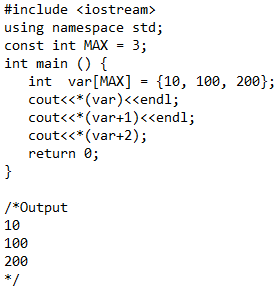 #include <iostream>
using namespace std;
const int MAX = 3;
int main () {
   int  var[MAX] = {10, 100, 200};
   cout<<*(var)<<endl;
   cout<<*(var+1)<<endl;
   cout<<*(var+2);
   return 0;
}

/*Output
10
100
200
*/